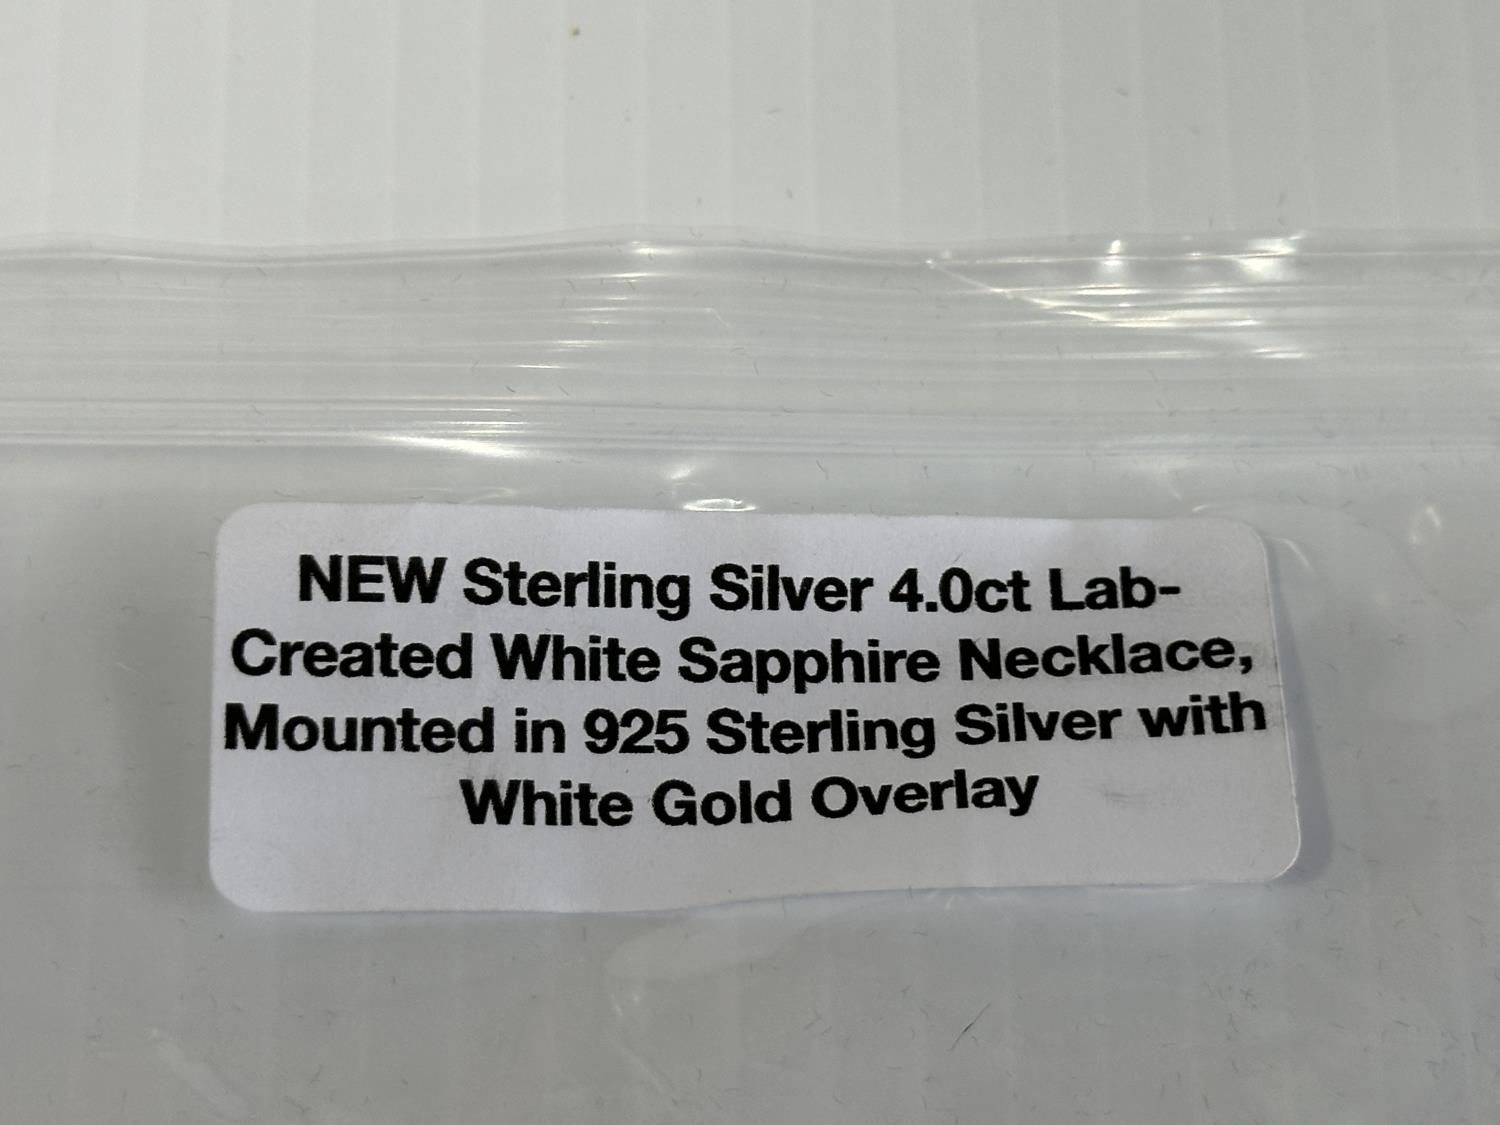 NEW Sterling Silver 4.0ct Lab-
Created White Sapphire Necklace,
Mounted in 925 Sterling Silver with
White Gold Overlay